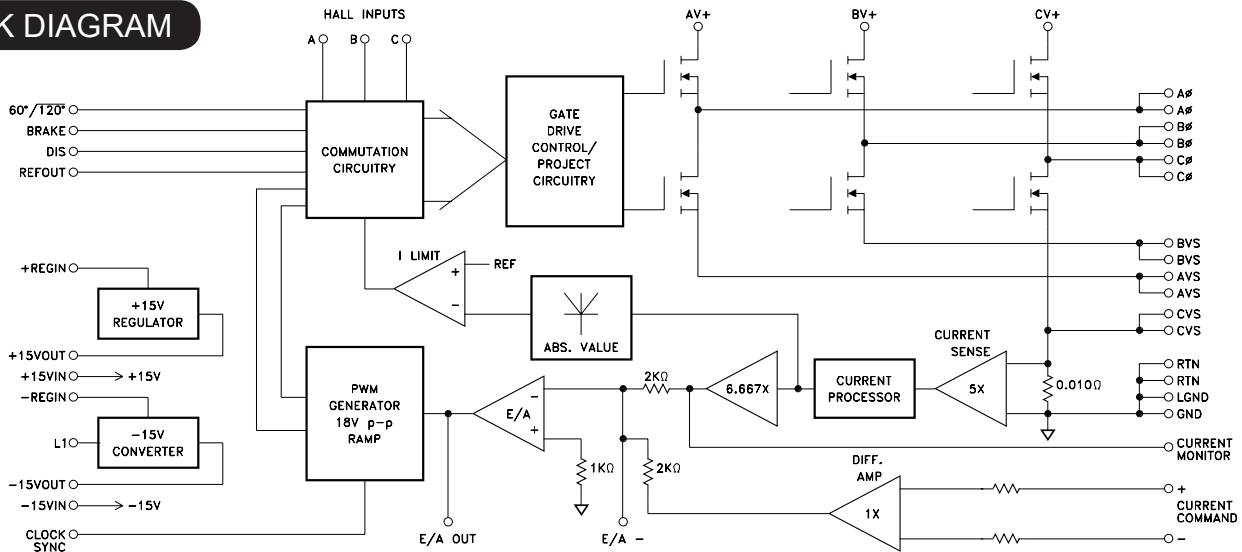 K DIAGRAM
HALL INPUTS
A
B
C
AV+
BV+
CV+
60°/120°
BRAKE
DIS
REFOUT
COMMUTATION
CIRCUITRY
GATE
DRIVE
CONTROL/
PROJECT
CIRCUITRY
AØ
AØ
BØ
BØ
CØ
CØ
BVS
BVS
AVS
AVS
CVS
CVS
I LIMIT
+
−
REF
+REGIN
+15V
REGULATOR
+15VOUT
+15VIN
+15V
ABS. VALUE
CURRENT
SENSE
5X
0.010Ω
RTN
RTN
LGND
GND
−REGIN
−15V
CONVERTER
L1
−15VOUT
−15VIN
−15V
PWM
GENERATOR
18V p-p
RAMP
E/A
−
+
2KΩ
6.667X
CURRENT
PROCESSOR
CURRENT
MONITOR
1KΩ
2KΩ
DIFF.
AMP
1X
+
CURRENT
COMMAND
−
CLOCK
SYNC
E/A OUT
E/A −